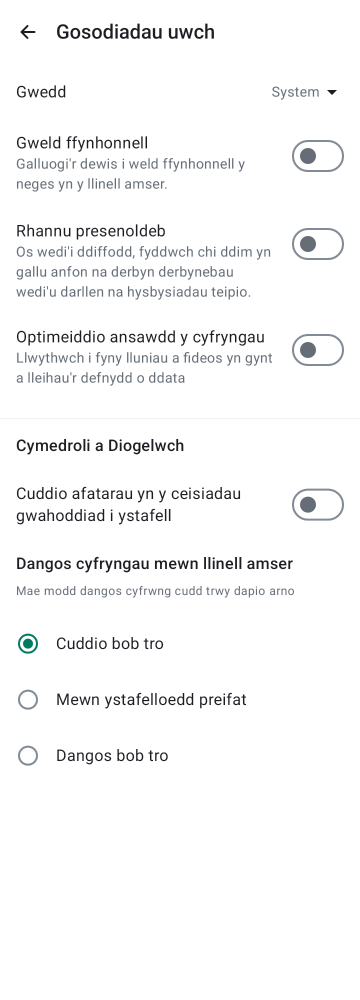 Gosodiadau uwch
Gwedd
System
Gweld ffynhonnell
Galluogi'r dewis i weld ffynhonnell y
neges yn y llinell amser.
Rhannu presenoldeb
Os wedi'i ddiffodd, fyddwch chi ddim yn
gallu anfon na derbyn derbynebau
wedi'u darllen na hysbysiadau teipio.
Optimeiddio ansawdd y cyfryngau
Llwythwch i fyny lluniau a fideos yn gynt
a lleihau'r defnydd o ddata
Cymedroli a Diogelwch
Cuddio afatarau yn y ceisiadau
gwahoddiad i ystafell
Dangos cyfryngau mewn llinell amser
Mae modd dangos cyfrwng cudd trwy dapio arno
Cuddio bob tro
Mewn ystafelloedd preifat
Dangos bob tro